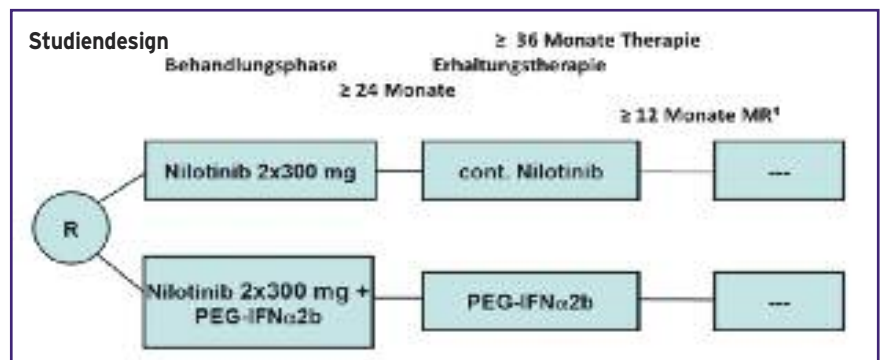 Studiendesign
≥ 36 Monate Therapie
Behandlungsphase
Erhaltungstherapie
≥ 24 Monate
≥ 12 Monate MR⁴
Nilotinib 2x300 mg
cont. Nilotinib
---
R
Nilotinib 2x300 mg +
PEG-IFNα2b
PEG-IFNα2b
---